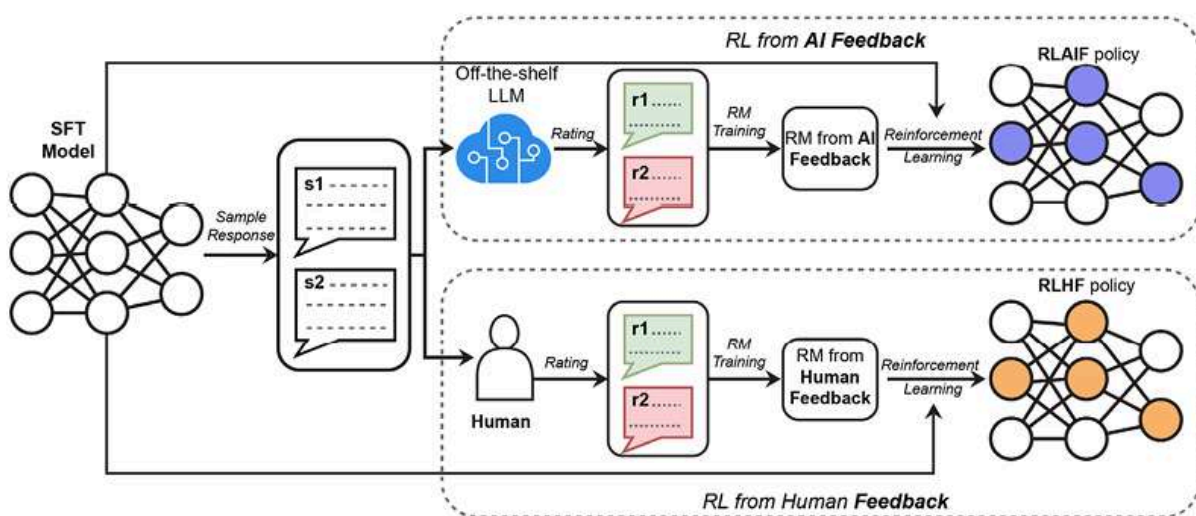 RL from AI Feedback
Off-the-shelf
LLM
RLAIF policy
SFT
Model
r1 ......
............
Rating
RM
Training
RM from AI
Feedback
Reinforcement
Learning
r2 ......
............
s1
Sample
Response
s2
RLHF policy
r1 ......
............
Rating
RM
Training
RM from
Human
Feedback
Reinforcement
Learning
r2 ......
............
Human
RL from Human Feedback